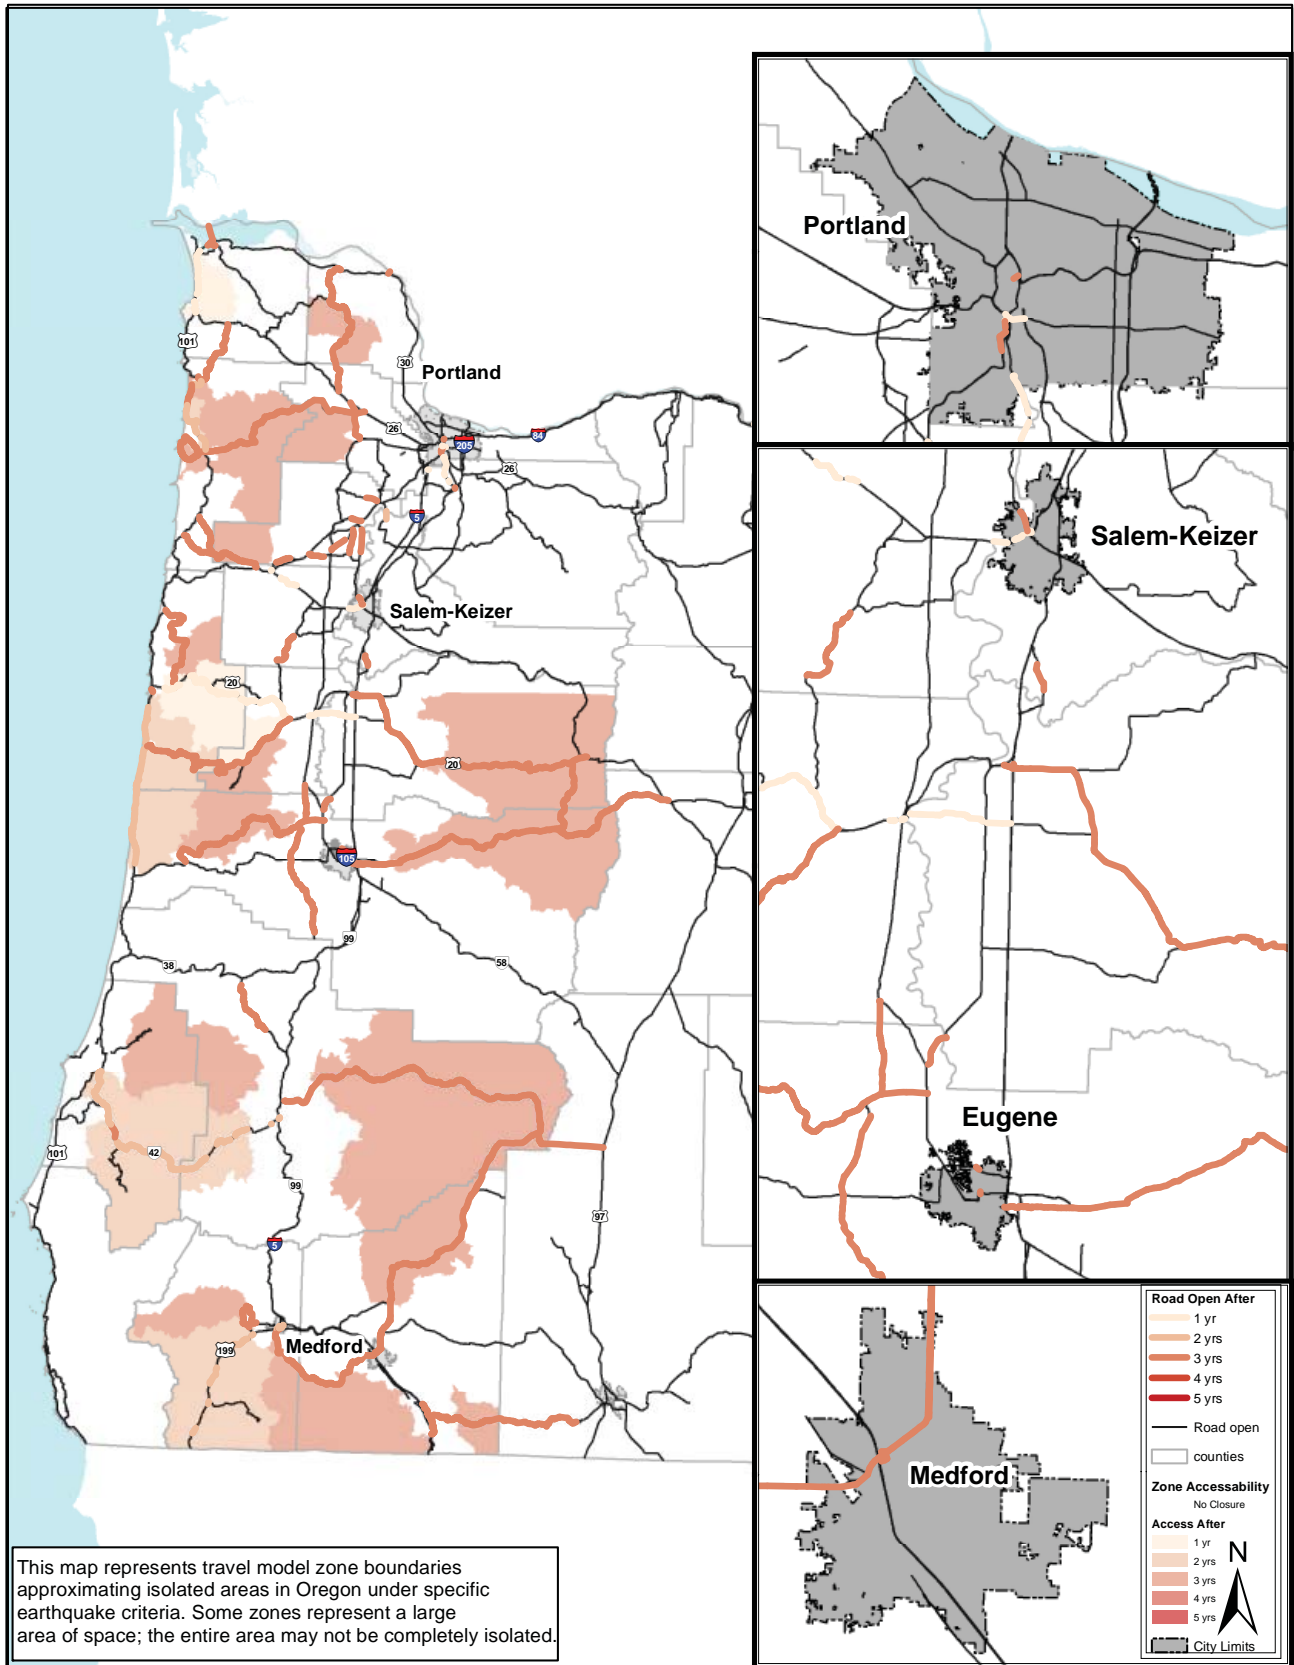 Portland
Salem-Keizer
Medford
101
30
26
205
84
26
5
20
20
105
99
38
58
101
42
99
97
5
199
Portland
Salem-Keizer
Eugene
Medford
Road Open After
1 yr
2 yrs
3 yrs
4 yrs
5 yrs
Road open
counties
Zone Accessability
No Closure
Access After
1 yr
2 yrs
3 yrs
4 yrs
5 yrs
N
City Limits
This map represents travel model zone boundaries
approximating isolated areas in Oregon under specific
earthquake criteria. Some zones represent a large
area of space; the entire area may not be completely isolated.